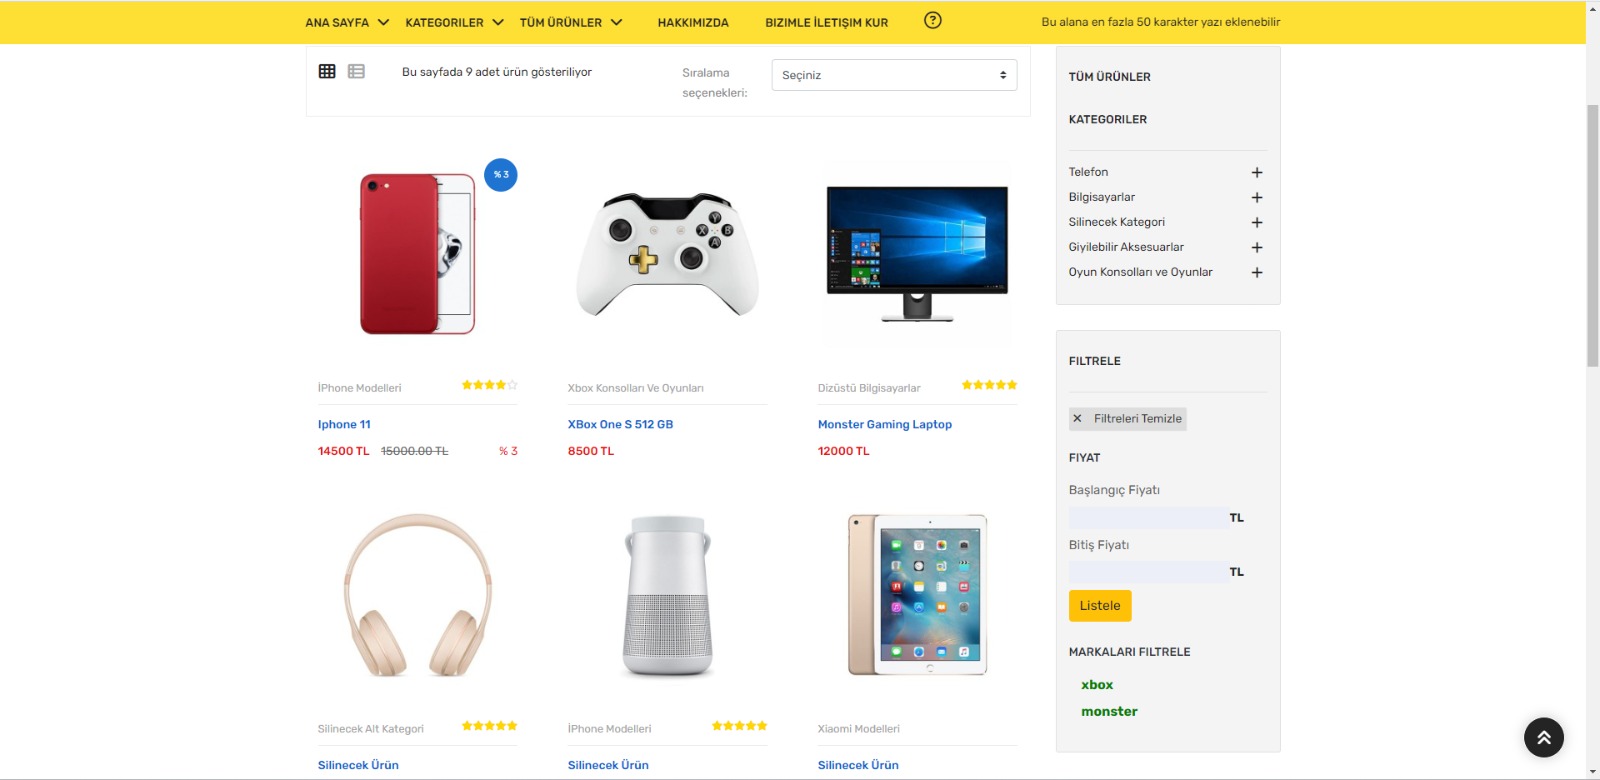 ANA SAYFA KATEGORILER TÜM ÜRÜNLER HAKKIMIZDA BIZIMLE İLETIŞIM KUR ? Bu alana en fazla 50 karakter yazı eklenebilir
Bu sayfada 9 adet ürün gösteriliyor
Sıralama
seçenekleri:
Seçiniz
% 3
X Y B A
İPhone Modelleri
Iphone 11
14500 TL 15000.00 TL % 3
Xbox Konsolları Ve Oyunları
XBox One S 512 GB
8500 TL
Dizüstü Bilgisayarlar
Monster Gaming Laptop
12000 TL
Silinecek Alt Kategori
Silinecek Ürün
İPhone Modelleri
Silinecek Ürün
Xiaomi Modelleri
Silinecek Ürün
TÜM ÜRÜNLER
KATEGORILER
Telefon +
Bilgisayarlar +
Silinecek Kategori +
Giyilebilir Aksesuarlar +
Oyun Konsolları ve Oyunlar +
FILTRELE
× Filtreleri Temizle
FIYAT
Başlangıç Fiyatı
TL
Bitiş Fiyatı
TL
Listele
MARKALARI FILTRELE
xbox
monster